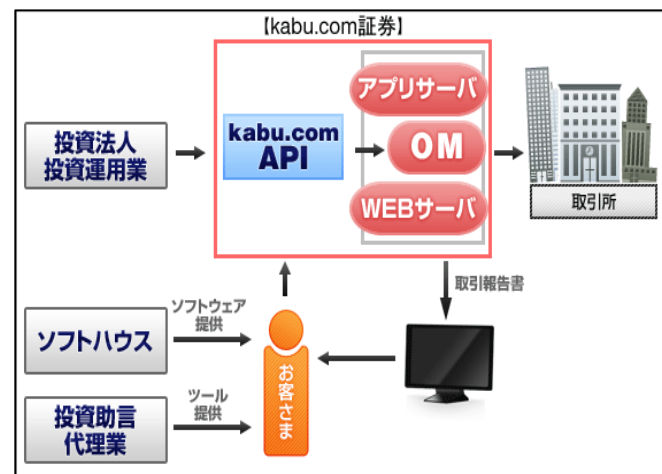 【kabu.com証券】
アプリサーバ
投資法人
投資運用業
kabu.com
API
OM
WEBサーバ
取引所
取引報告書
ソフトハウス
ソフトウェア
提供
お客さま
投資助言
代理業
ツール
提供